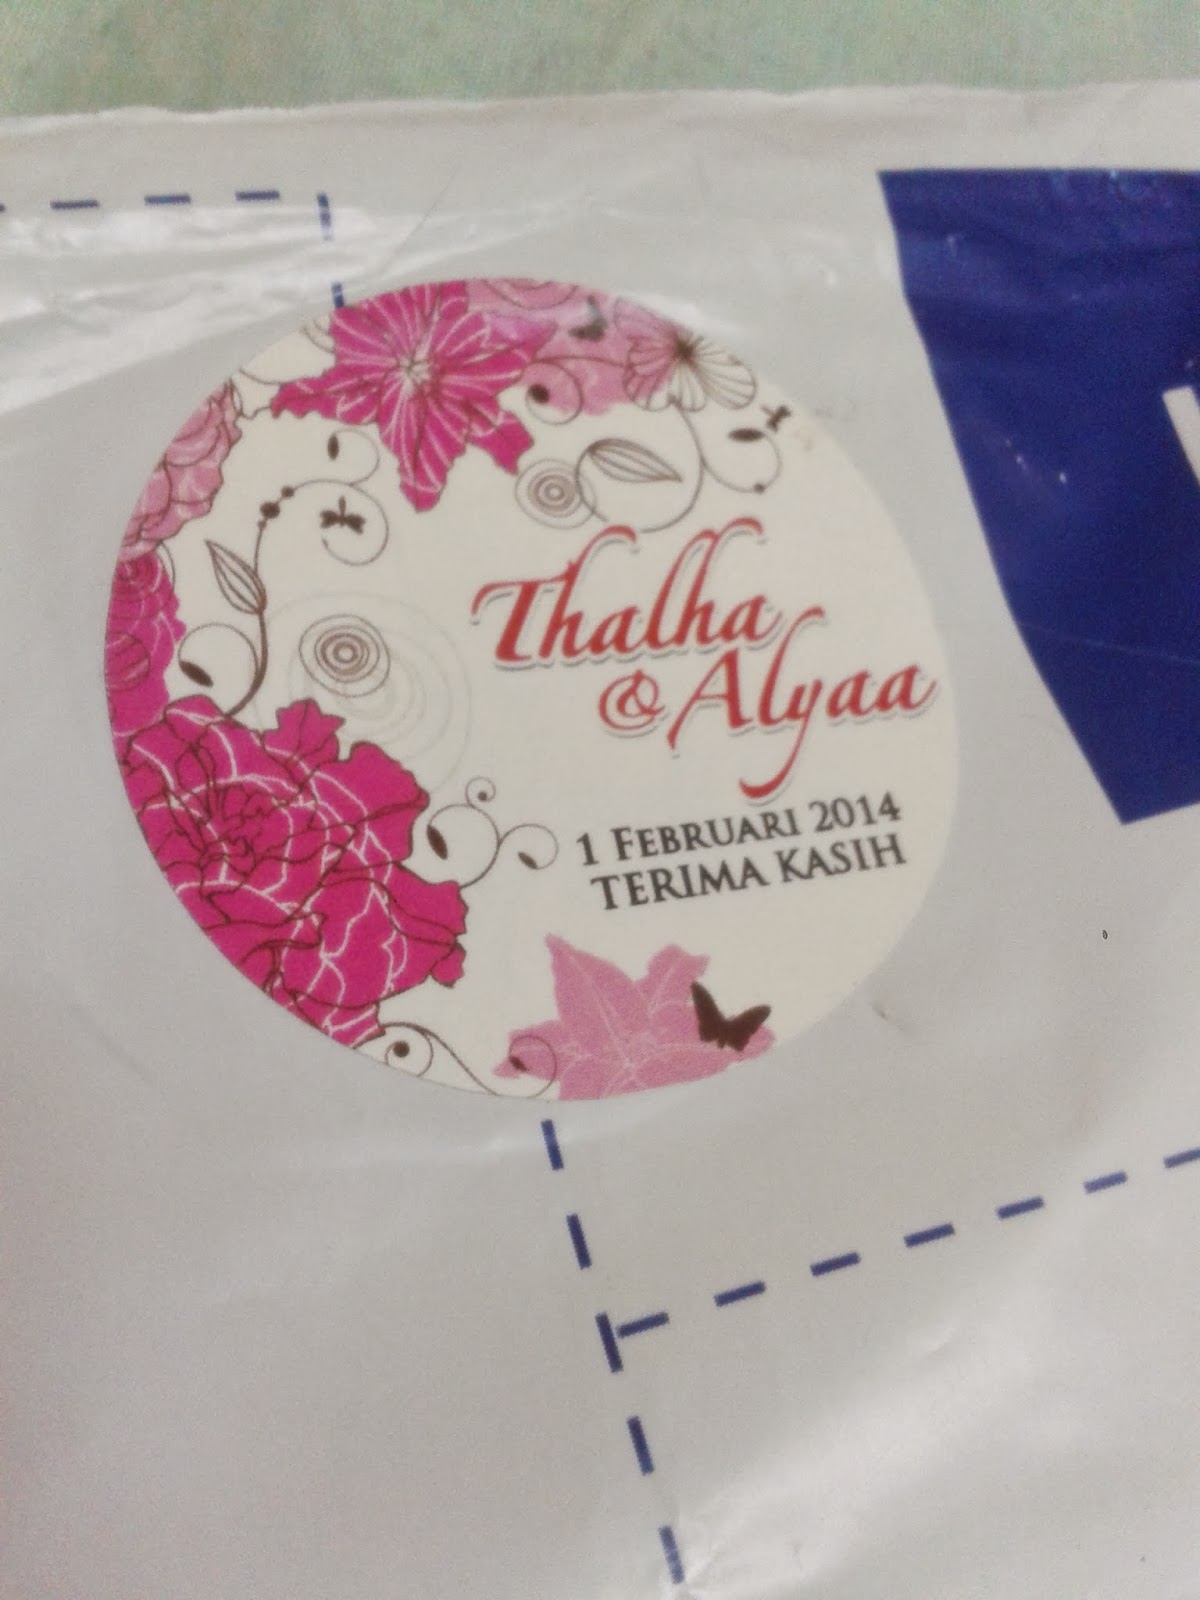 Thalha
& Alyaa
1 FEBRUARI 2014
TERIMA KASIH